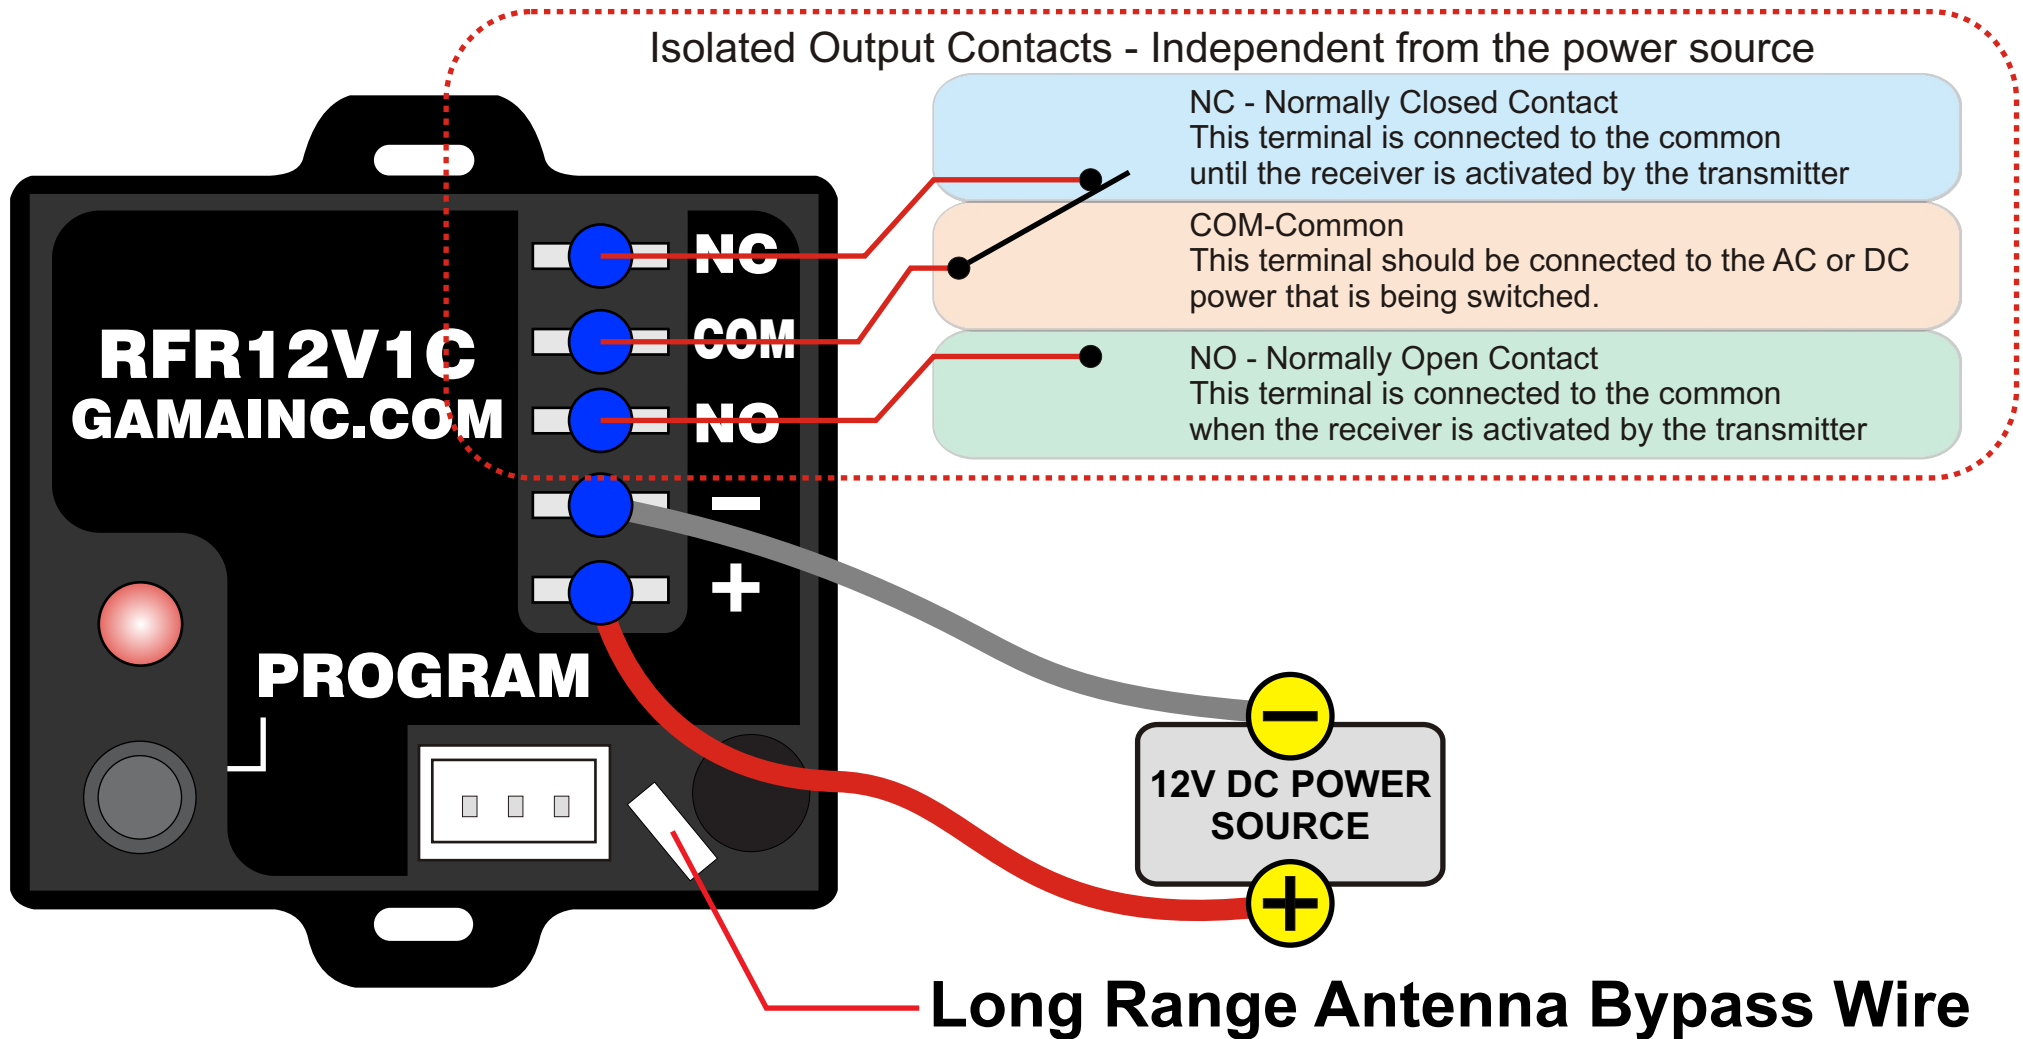 Isolated Output Contacts - Independent from the power source
NC - Normally Closed Contact
This terminal is connected to the common
until the receiver is activated by the transmitter
COM-Common
This terminal should be connected to the AC or DC
power that is being switched.
NO - Normally Open Contact
This terminal is connected to the common
when the receiver is activated by the transmitter
NC
COM
NO
−
+
RFR12V1C
GAMAINC.COM
PROGRAM
−
12V DC POWER
SOURCE
+
Long Range Antenna Bypass Wire